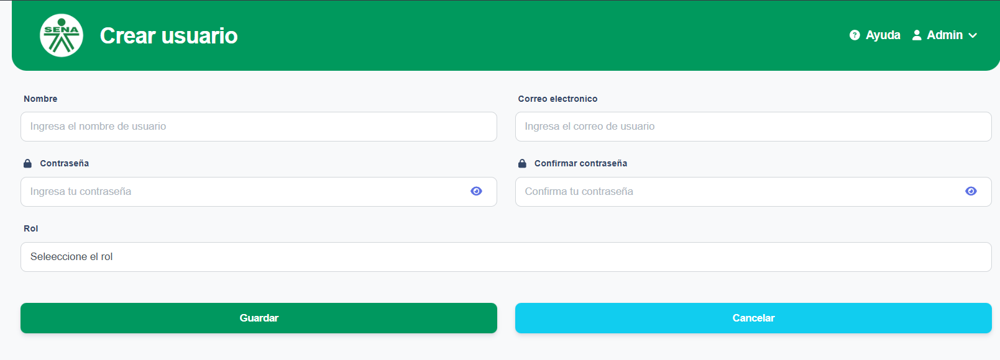 SENA
Crear usuario
Ayuda
Admin
Nombre
Correo electronico
Ingresa el nombre de usuario
Ingresa el correo de usuario
Contraseña
Confirmar contraseña
Ingresa tu contraseña
Confirma tu contraseña
Rol
Seleeccione el rol
Guardar
Cancelar